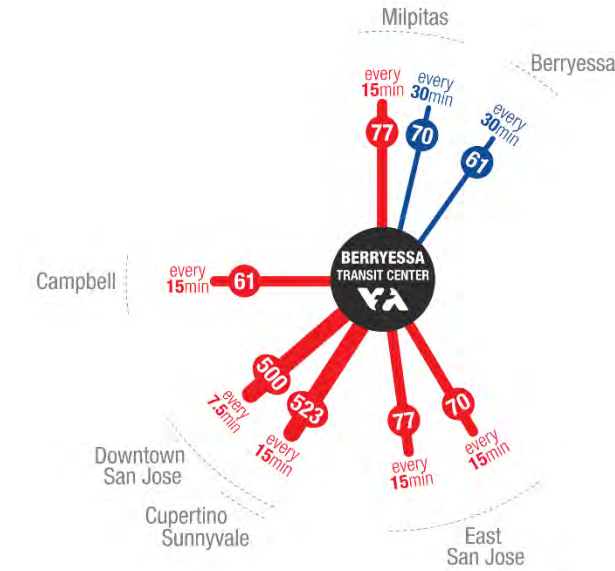 Milpitas
Berryessa
every
15min
every
30min
every
30min
77
70
61
BERRYESSA
TRANSIT CENTER
VTA
Campbell
every
15min
61
500
every
7.5min
523
every
15min
77
every
15min
70
every
15min
Downtown
San Jose
Cupertino
Sunnyvale
East
San Jose